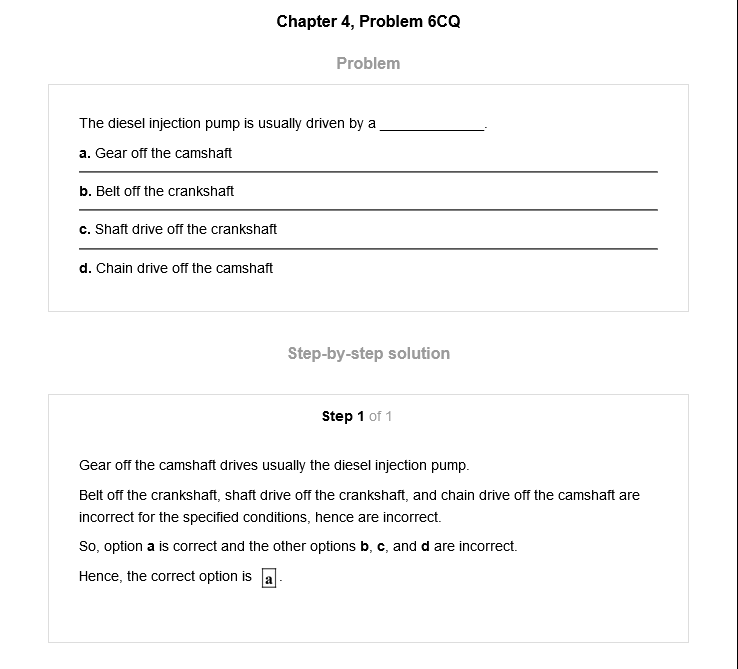 Chapter 4, Problem 6CQ
Problem
The diesel injection pump is usually driven by a ______________.
a. Gear off the camshaft
b. Belt off the crankshaft
c. Shaft drive off the crankshaft
d. Chain drive off the camshaft
Step-by-step solution
Step 1 of 1
Gear off the camshaft drives usually the diesel injection pump.
Belt off the crankshaft, shaft drive off the crankshaft, and chain drive off the camshaft are
incorrect for the specified conditions, hence are incorrect.
So, option a is correct and the other options b, c, and d are incorrect.
Hence, the correct option is a.